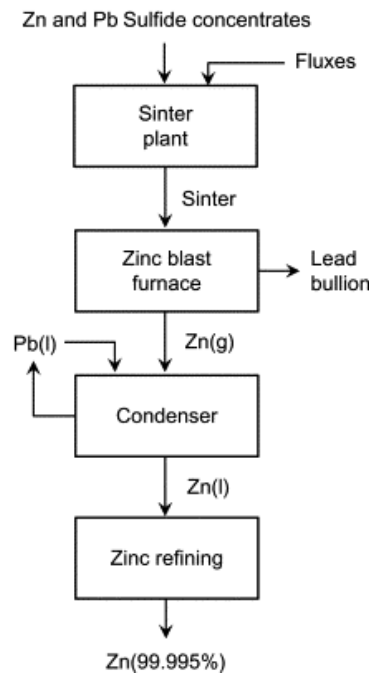 Zn and Pb Sulfide concentrates
Fluxes
Sinter
plant
Sinter
Zinc blast
furnace
Lead
bullion
Pb(l)
Zn(g)
Condenser
Zn(l)
Zinc refining
Zn(99.995%)